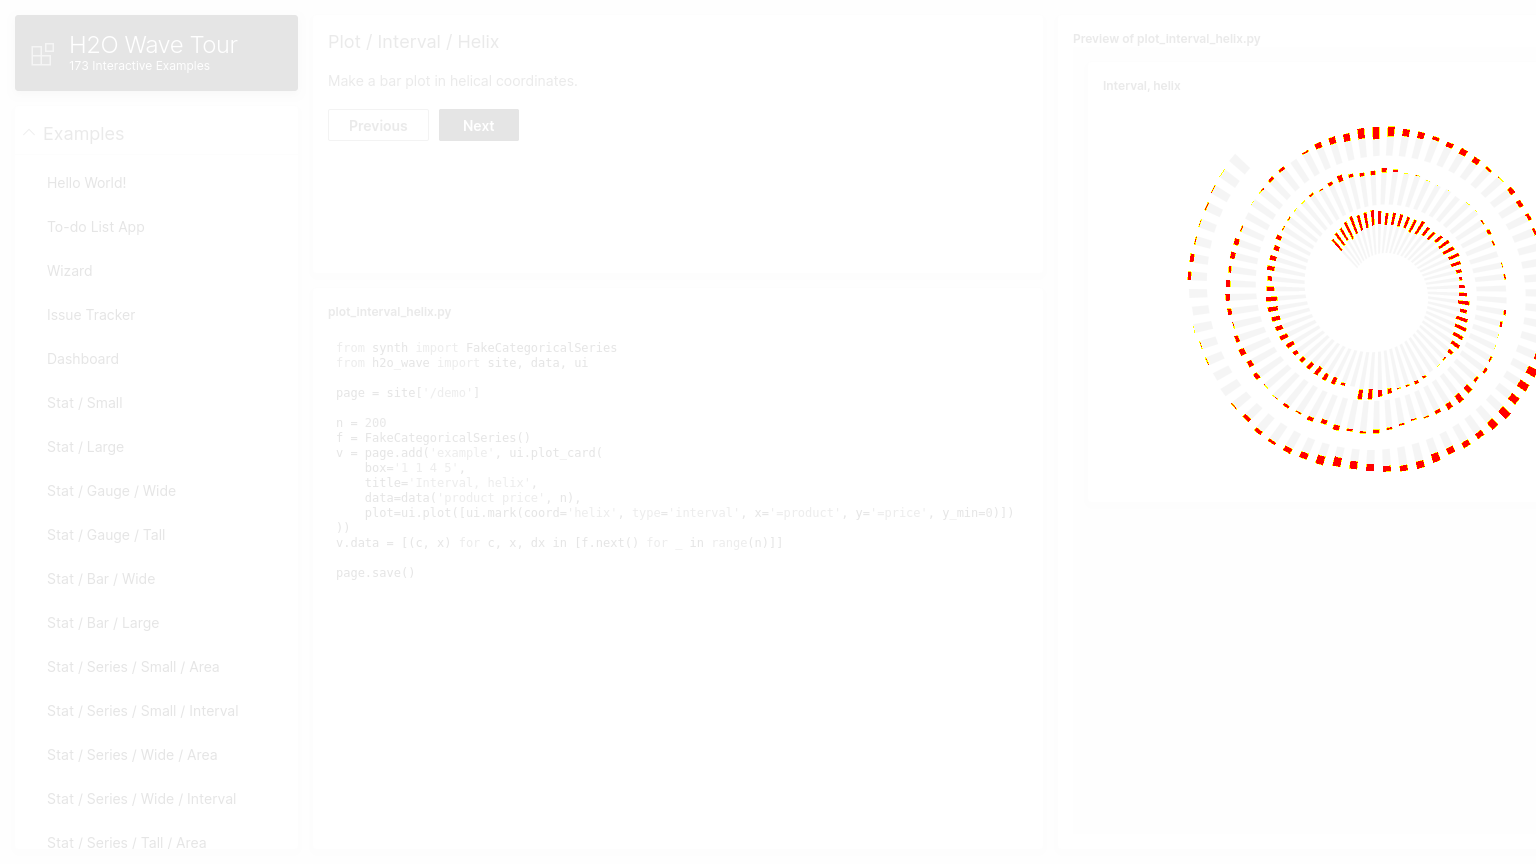 H2O Wave Tour
173 Interactive Examples
Examples
Hello World!
To-do List App
Wizard
Issue Tracker
Dashboard
Stat / Small
Stat / Large
Stat / Gauge / Wide
Stat / Gauge / Tall
Stat / Bar / Wide
Stat / Bar / Large
Stat / Series / Small / Area
Stat / Series / Small / Interval
Stat / Series / Wide / Area
Stat / Series / Wide / Interval
Stat / Series / Tall / Area
Plot / Interval / Helix
Make a bar plot in helical coordinates.
Previous
Next
plot_interval_helix.py
from synth import FakeCategoricalSeries
from h2o_wave import site, data, ui
page = site['/demo']
n = 200
f = FakeCategoricalSeries()
v = page.add('example', ui.plot_card(
box='1 1 4 5',
title='Interval, helix',
data=data('product price', n),
plot=ui.plot([ui.mark(coord='helix', type='interval', x='=product', y='=price', y_min=0)])
))
v.data = [(c, x) for c, x, dx in [f.next() for _ in range(n)]]
page.save()
Preview of plot_interval_helix.py
Interval, helix